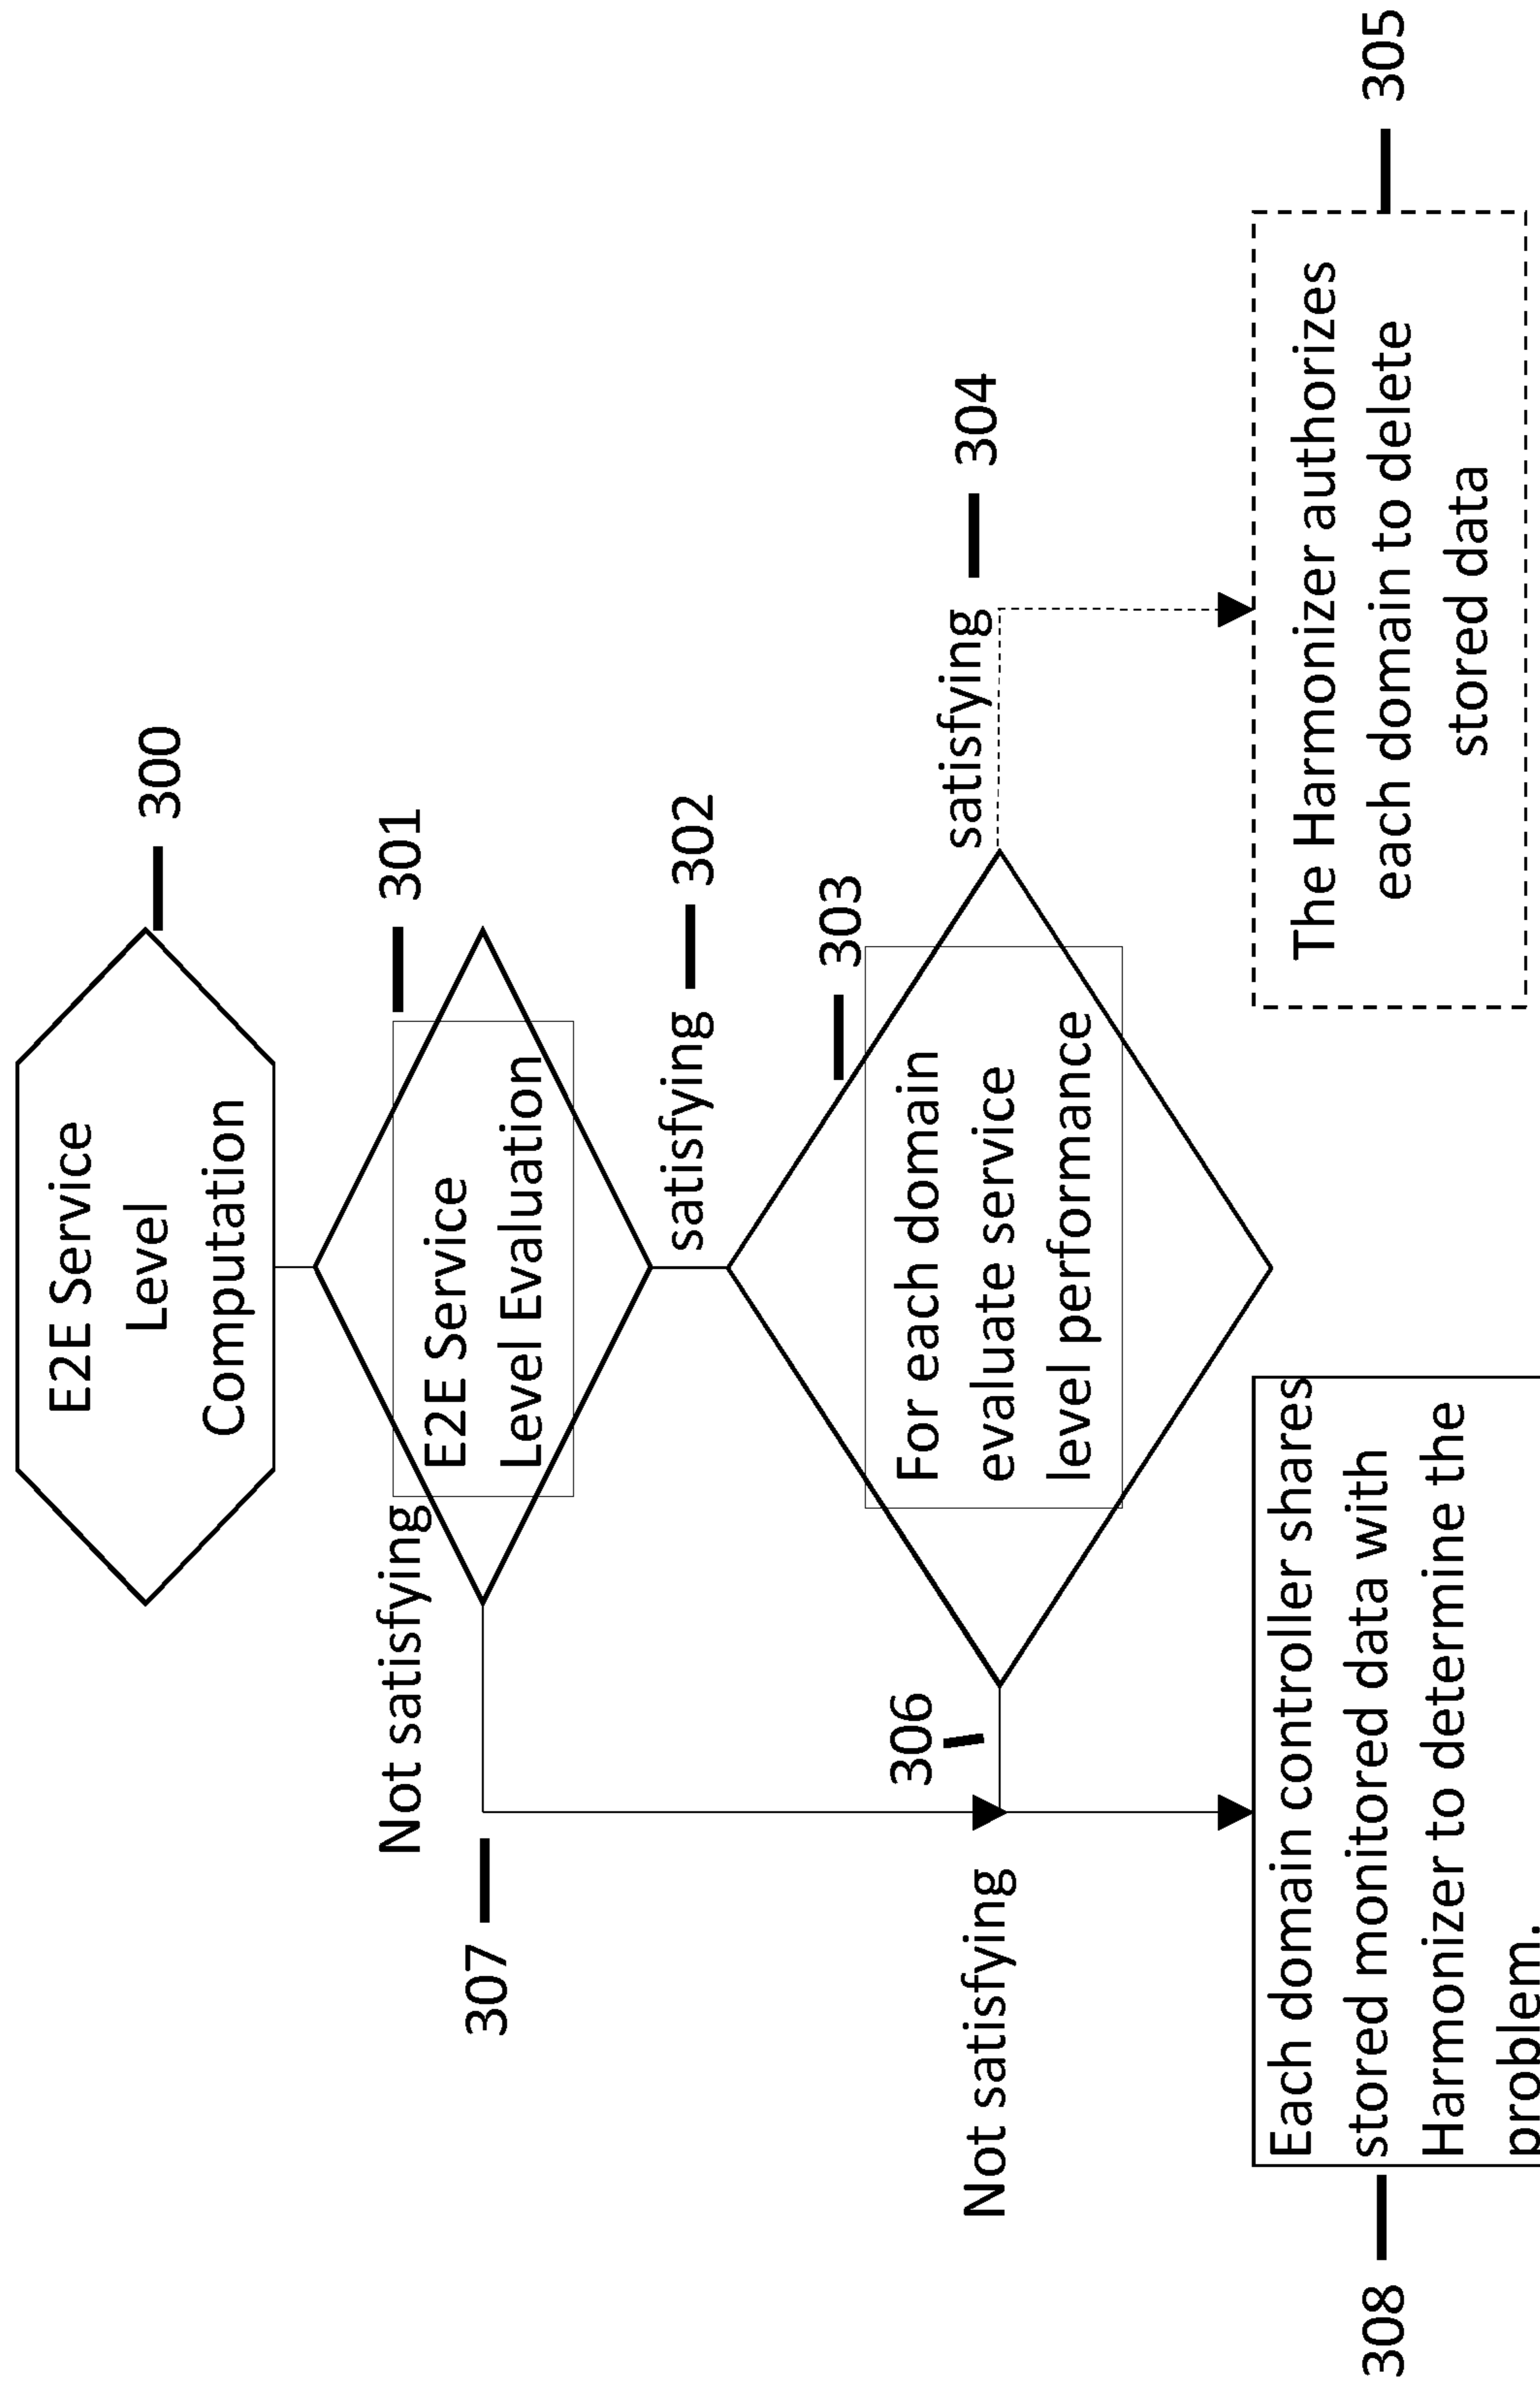 E2E Service
Level
Computation
300
301
E2E Service
Level Evaluation
Not satisfying
307
satisfying
302
303
For each domain
evaluate service
level performance
satisfying
304
306
Not satisfying
The Harmonizer authorizes
each domain to delete
stored data
305
Each domain controller shares
stored monitored data with
Harmonizer to determine the
problem.
308